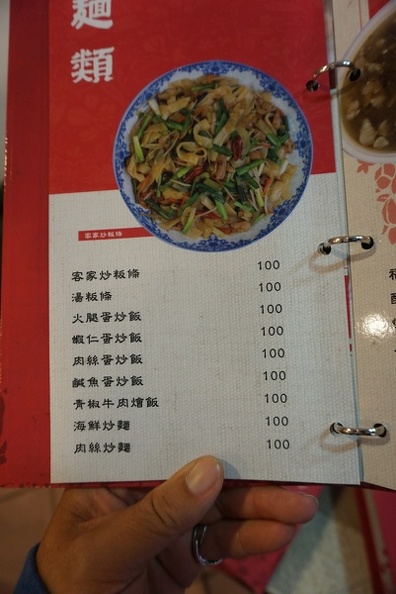 麵類
客家炒粄條
客家炒粄條 100
湯粄條 100
火腿蛋炒飯 100
蝦仁蛋炒飯 100
肉絲蛋炒飯 100
鹹魚蛋炒飯 100
青椒牛肉燴飯 100
海鮮炒麵 100
肉絲炒麵 100